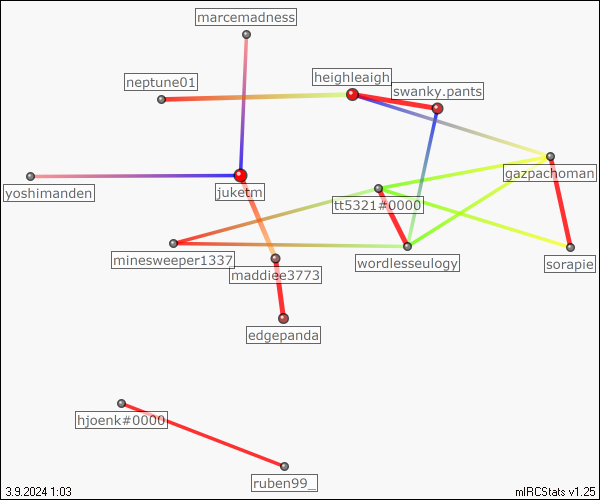 marcemadness
neptune01
heighleaigh
swanky.pants
gazpachoman
yoshimanden
juketm
tt5321#0000
minesweeper1337
wordlesseulogy
sorapie
maddiee3773
edgepanda
hjoenk#0000
ruben99_
3.9.2024 1:03
mIRCStats v1.25